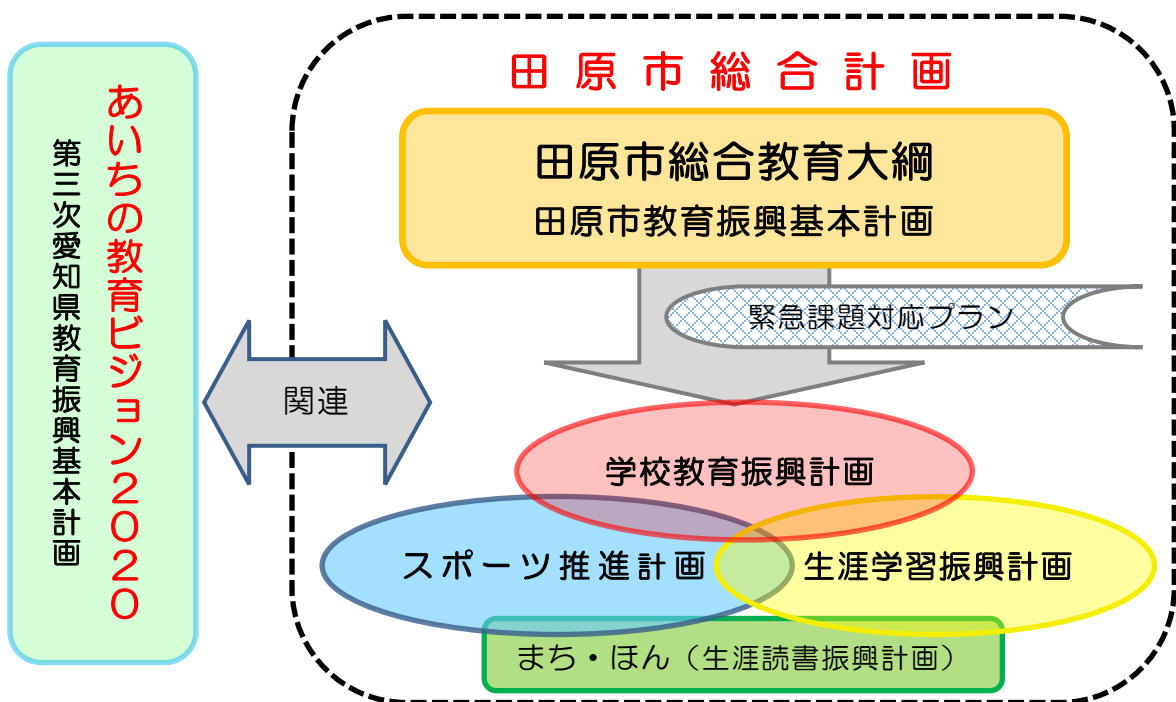 あいちの教育ビジョン2020
第三次愛知県教育振興基本計画
田原市総合計画
田原市総合教育大綱
田原市教育振興基本計画
緊急課題対応プラン
関連
学校教育振興計画
スポーツ推進計画
生涯学習振興計画
まち・ほん（生涯読書振興計画）